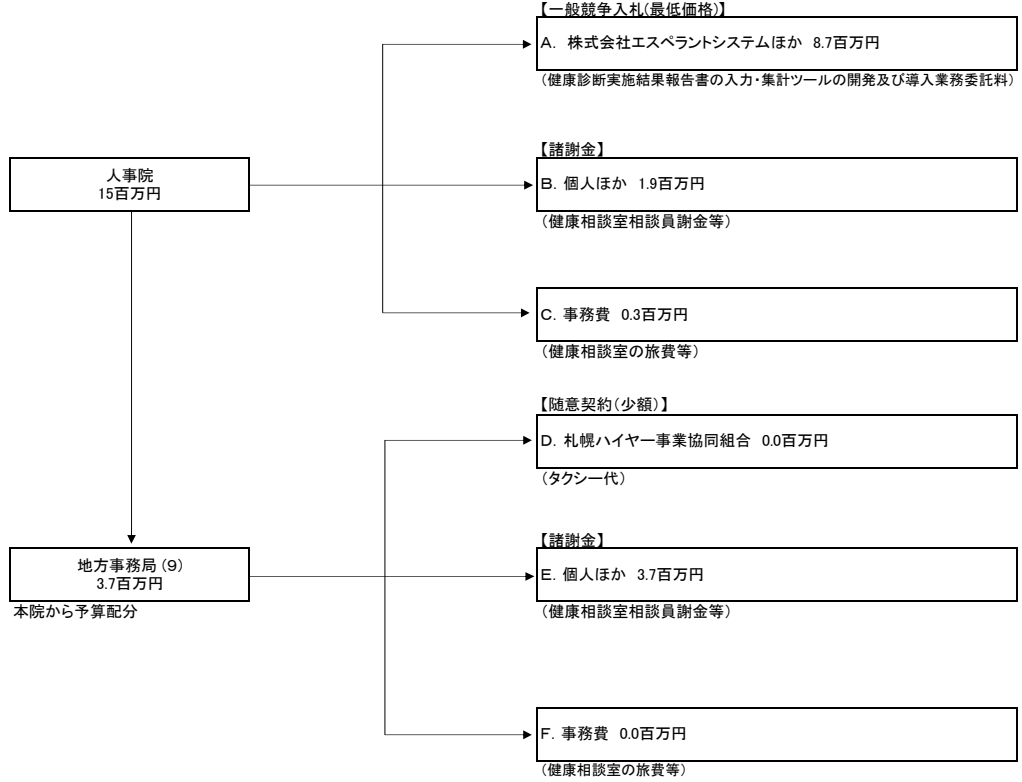 【一般競争入札(最低価格)】
A. 株式会社エスペラントシステムほか 8.7百万円
（健康診断実施結果報告書の入力・集計ツールの開発及び導入業務委託料）
人事院
15百万円
【諸謝金】
B. 個人ほか 1.9百万円
（健康相談室相談員謝金等）
C. 事務費 0.3百万円
（健康相談室の旅費等）
【随意契約(少額)】
D. 札幌ハイヤー事業協同組合 0.0百万円
（タクシー代）
地方事務局 (9)
3.7百万円
本院から予算配分
【諸謝金】
E. 個人ほか 3.7百万円
（健康相談室相談員謝金等）
F. 事務費 0.0百万円
（健康相談室の旅費等）